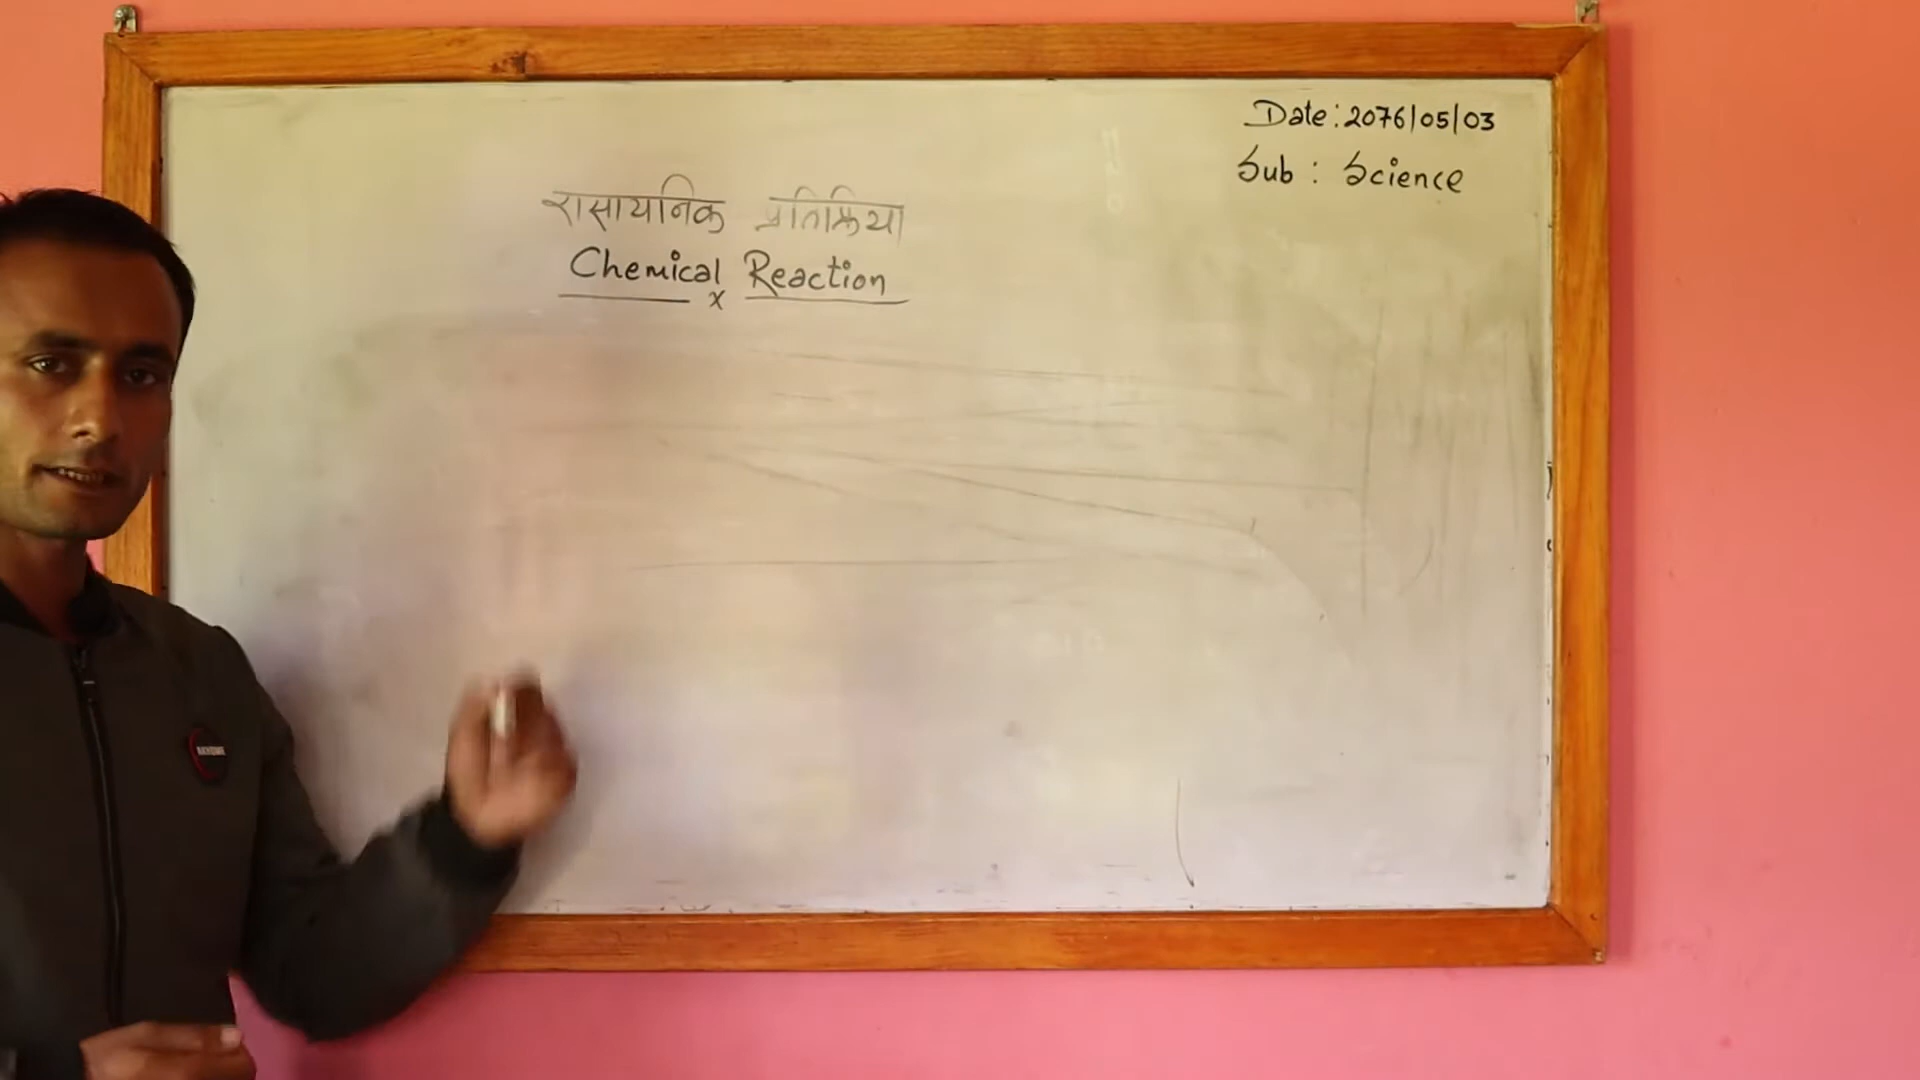 Date: 2076/05/03
Sub : Science
रासायनिक प्रतिक्रिया
Chemical Reaction
x